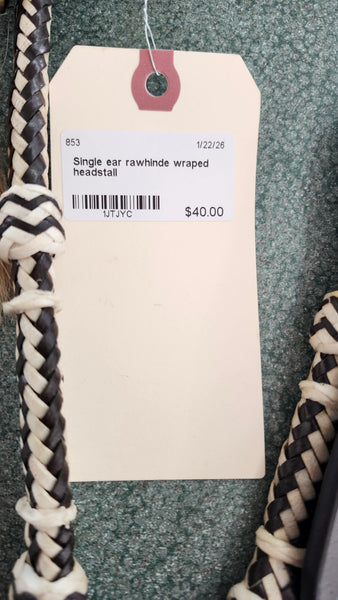 853 1/22/26
Single ear rawhinde wraped
headstall
1JTJYC $40.00